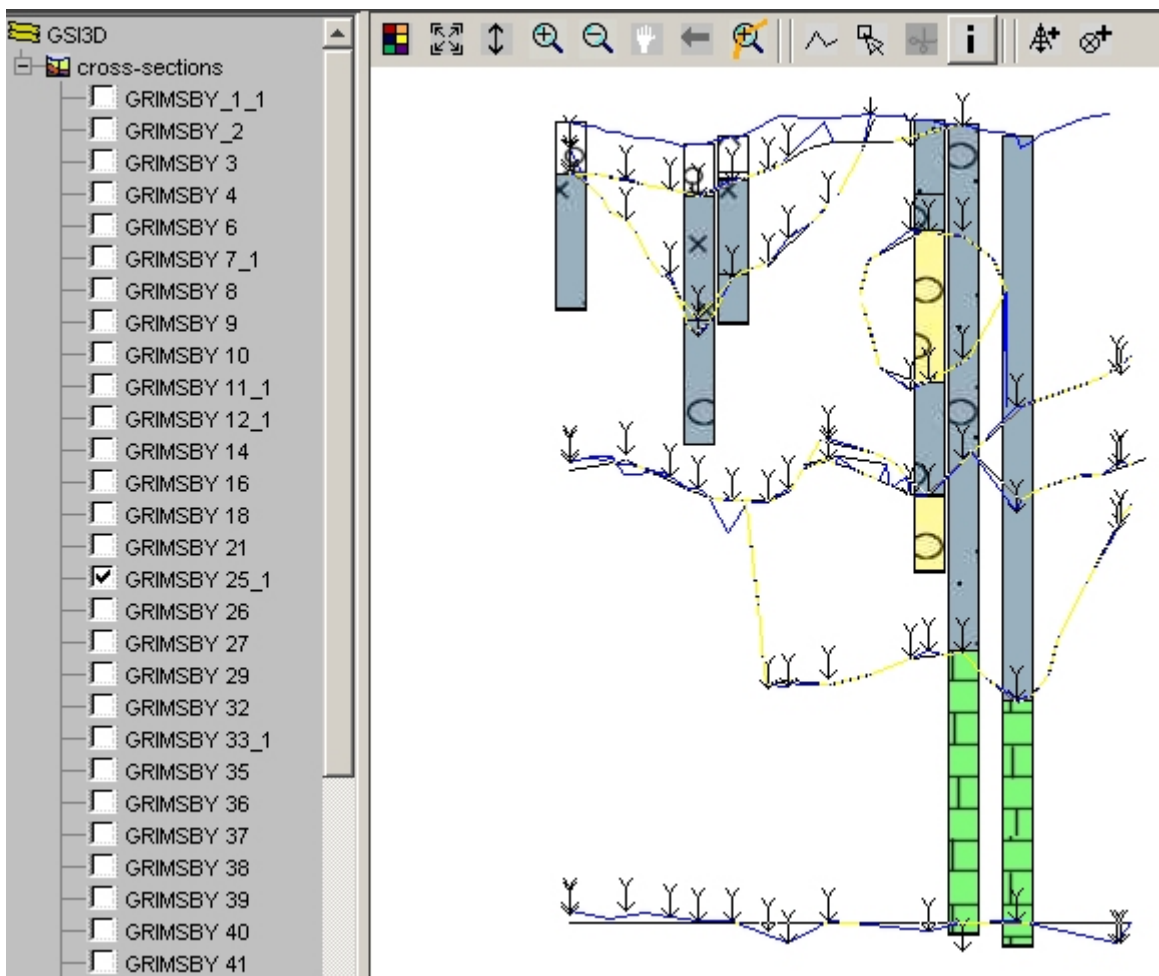 GSI3D
cross-sections
GRIMSBY_1_1
GRIMSBY_2
GRIMSBY 3
GRIMSBY 4
GRIMSBY 6
GRIMSBY 7_1
GRIMSBY 8
GRIMSBY 9
GRIMSBY 10
GRIMSBY 11_1
GRIMSBY 12_1
GRIMSBY 14
GRIMSBY 16
GRIMSBY 18
GRIMSBY 21
GRIMSBY 25_1
GRIMSBY 26
GRIMSBY 27
GRIMSBY 29
GRIMSBY 32
GRIMSBY 33_1
GRIMSBY 35
GRIMSBY 36
GRIMSBY 37
GRIMSBY 38
GRIMSBY 39
GRIMSBY 40
GRIMSBY 41